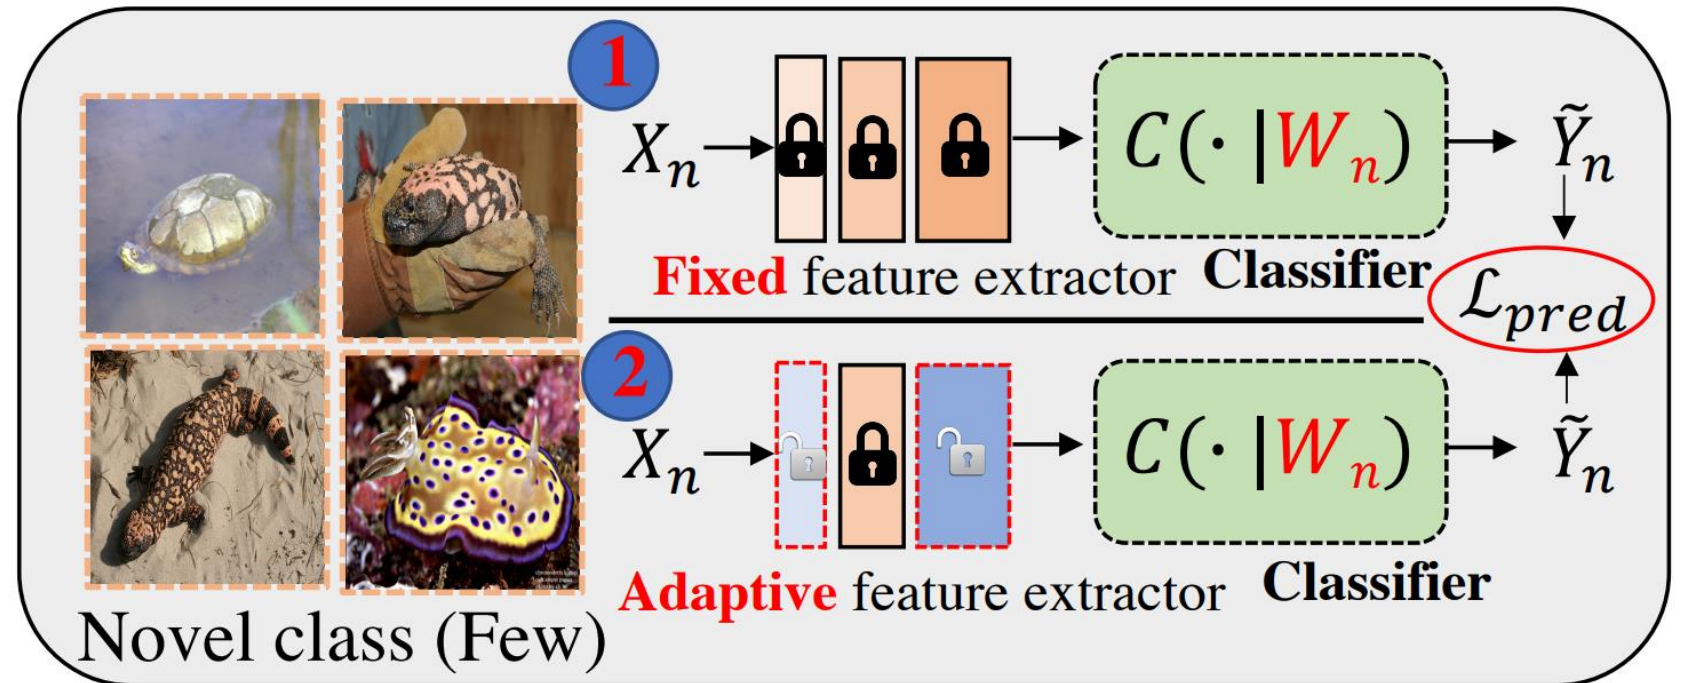 1
X_n
C(· |W_n)
Ỹ_n
Fixed feature extractor
Classifier
ℒ_pred
2
X_n
C(· |W_n)
Ỹ_n
Adaptive feature extractor
Classifier
Novel class (Few)